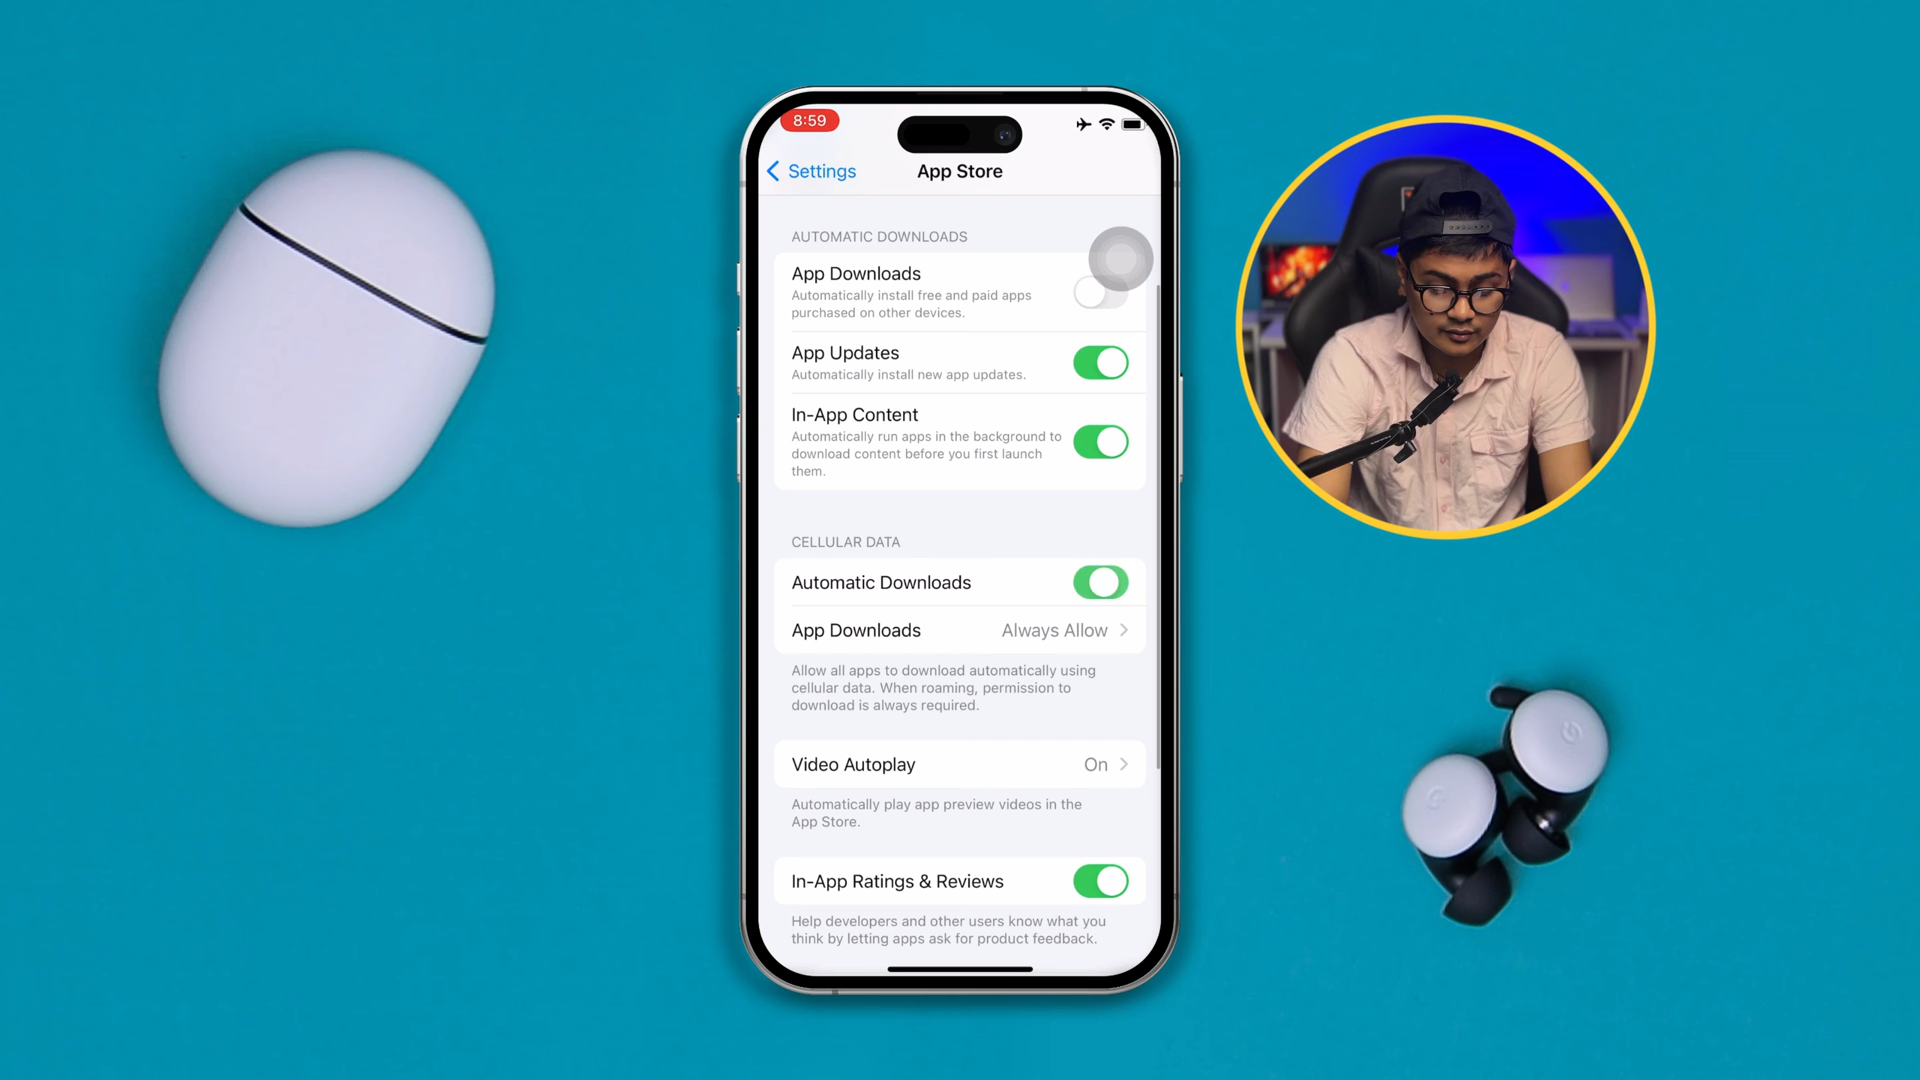 8:59
Settings
App Store
AUTOMATIC DOWNLOADS
App Downloads
Automatically install free and paid apps
purchased on other devices.
App Updates
Automatically install new app updates.
In-App Content
Automatically run apps in the background to
download content before you first launch
them.
CELLULAR DATA
Automatic Downloads
App Downloads Always Allow
Allow all apps to download automatically using
cellular data. When roaming, permission to
download is always required.
Video Autoplay On
Automatically play app preview videos in the
App Store.
In-App Ratings & Reviews
Help developers and other users know what you
think by letting apps ask for product feedback.